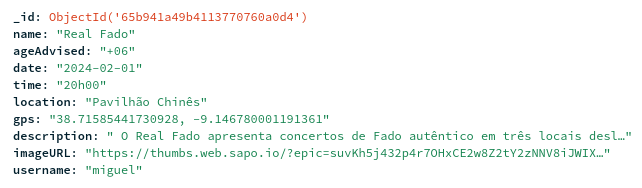 _id: ObjectId('65b941a49b4113770760a0d4')
name: "Real Fado"
ageAdvised: "+06"
date: "2024-02-01"
time: "20h00"
location: "Pavilhão Chinês"
gps: "38.71585441730928, -9.146780001191361"
description: " O Real Fado apresenta concertos de Fado autêntico em três locais desl…"
imageURL: "https://thumbs.web.sapo.io/?epic=suvKh5j432p4r7OHxCE2w8Z2tY2zNNV8iJWIX…"
username: "miguel"